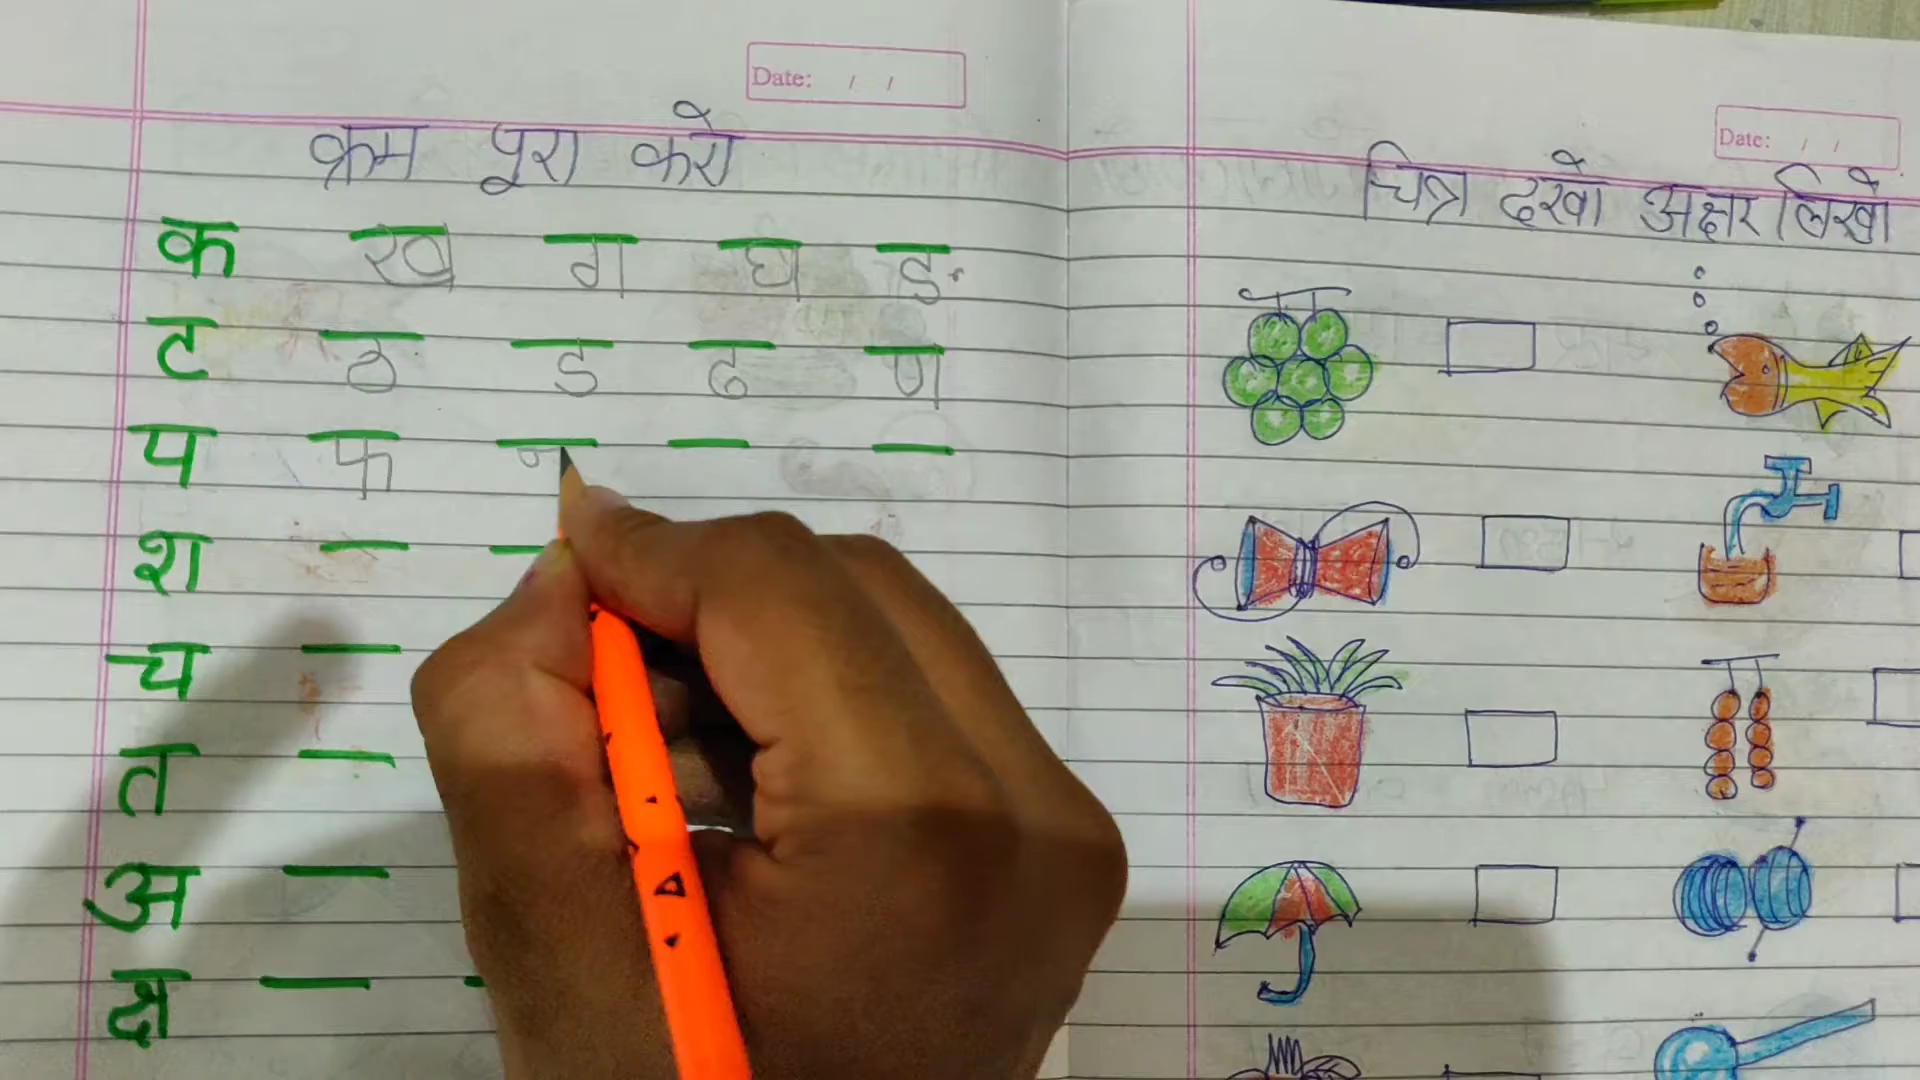 Date: / /
क्रम पूरा करो
क ख ग घ ङ
ट ठ ड ढ ण
प फ
श
च
त
अ
क्ष
Date: / /
चित्र देखो अक्षर लिखो